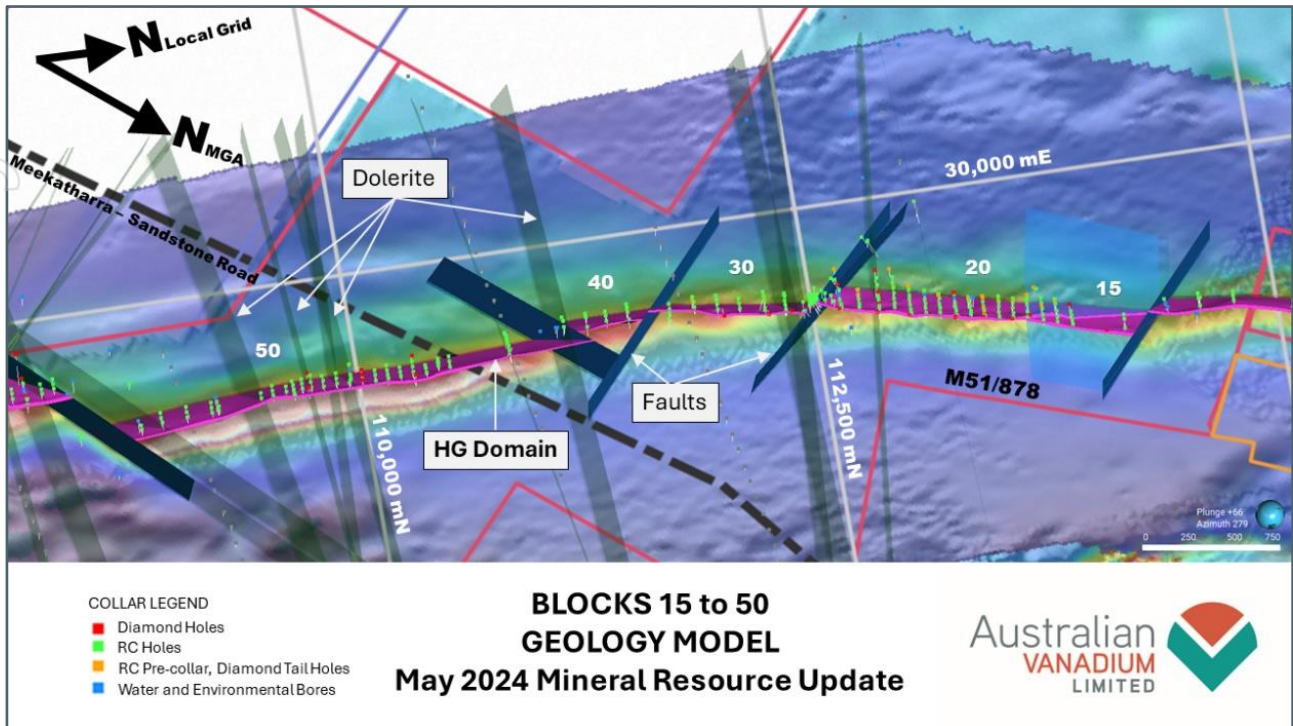 N Local Grid
N MGA
Meekatharra – Sandstone Road
Dolerite
30,000 mE
50
40
30
20
15
Faults
M51/878
HG Domain
110,000 mN
112,500 mN
Plunge +66
Azimuth 279
0 250 500 750
COLLAR LEGEND
Diamond Holes
RC Holes
RC Pre-collar, Diamond Tail Holes
Water and Environmental Bores
BLOCKS 15 to 50
GEOLOGY MODEL
May 2024 Mineral Resource Update
Australian
VANADIUM
LIMITED